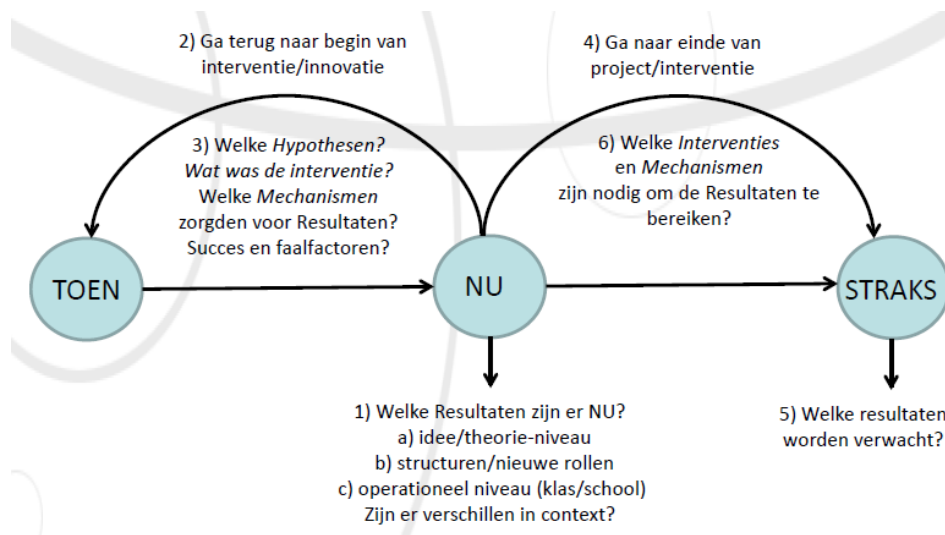 2) Ga terug naar begin van
interventie/innovatie
4) Ga naar einde van
project/interventie
3) Welke Hypothesen?
Wat was de interventie?
Welke Mechanismen
zorgden voor Resultaten?
Succes en faalfactoren?
6) Welke Interventies
en Mechanismen
zijn nodig om de Resultaten te
bereiken?
TOEN
NU
STRAKS
1) Welke Resultaten zijn er NU?
a) idee/theorie-niveau
b) structuren/nieuwe rollen
c) operationeel niveau (klas/school)
Zijn er verschillen in context?
5) Welke resultaten
worden verwacht?